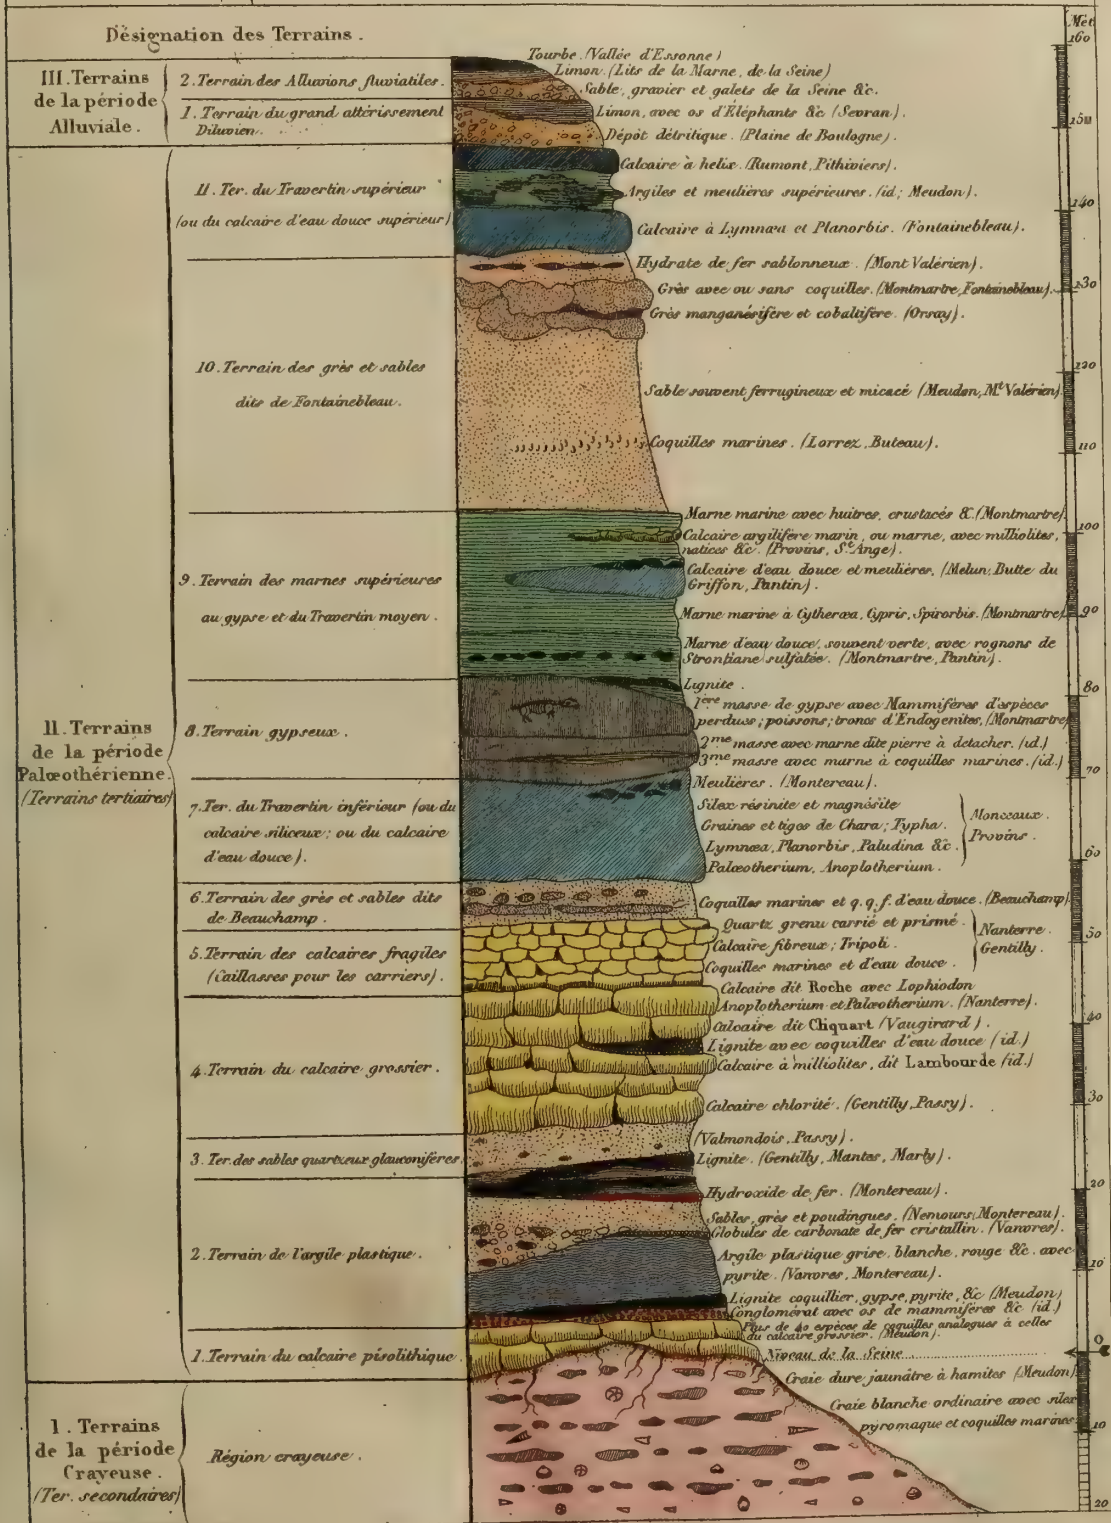 Désignation des Terrains.
Mèt
160
150
140
130
120
110
100
90
80
70
60
50
40
30
20
10
0
10
20
III. Terrains
de la période
Alluviale.
2. Terrain des Alluvions fluviatiles.
1. Terrain du grand attérissement
Diluvien.
II. Terrains
de la période
Palœothérienne.
(Terrains tertiaires)
11. Ter. du Travertin supérieur
(ou du calcaire d'eau douce supérieur)
10. Terrain des grès et sables
dits de Fontainebleau.
9. Terrain des marnes supérieures
au gypse et du Travertin moyen.
8. Terrain gypseux.
7. Ter. du Travertin inférieur (ou du
calcaire siliceux; ou du calcaire
d'eau douce).
6. Terrain des grès et sables dits
de Beauchamp.
5. Terrain des calcaires fragiles
(Caillasses pour les carriers).
4. Terrain du calcaire grossier.
3. Ter. des sables quartzeux glauconifères.
2. Terrain de l'argile plastique.
1. Terrain du calcaire pisolithique.
I. Terrains
de la période
Crayeuse.
(Ter. secondaires)
Région crayeuse.
Tourbe. (Vallée d'Essonne)
Limon. (Lits de la Marne, de la Seine)
Sable, gravier et galets de la Seine &c.
Limon, avec os d'Éléphants &c (Sevran).
Dépôt détritique. (Plaine de Boulogne).
Calcaire à helix. (Rumont, Pithiviers).
Argiles et meulières supérieures. (id; Meudon).
Calcaire à Lymnœa et Planorbis. (Fontainebleau).
Hydrate de fer sablonneux. (Mont Valérien).
Grès avec ou sans coquilles. (Montmartre, Fontainebleau).
Grès manganésifère et cobaltifère. (Orsay).
Sable souvent ferrugineux et micacé (Meudon, Mt Valérien)
Coquilles marines. (Lorrez, Buteau).
Marne marine avec huitres, crustacés &. (Montmartre)
Calcaire argilifère marin, ou marne, avec milliolites,
natices &c. (Provins, St Ange).
Calcaire d'eau douce et meulières, (Melun, Butte du
Griffon, Pantin).
Marne marine à Cytherœa, Cypris, Spirorbis. (Montmartre)
Marne d'eau douce, souvent verte, avec rognons de
Strontiane sulfatée. (Montmartre, Pantin).
Lignite.
1ère masse de gypse avec Mammifères d'espèces
perdues; poissons; troncs d'Endogenites, (Montmartre)
2me masse avec marne dite pierre à detacher. (id.)
3me masse avec marne à coquilles marines. (id.)
Meulières. (Montereau).
Silex résinite et magnésite
Graines et tiges de Chara; Typha.
Lymnœa, Planorbis, Paludina &c.
Palœotherium, Anoplotherium.
Monceaux.
Provins.
Coquilles marines et q.q.f. d'eau douce. (Beauchamp)
Quartz grenu carrié et prismé.
Calcaire fibreux; Tripoli.
Coquilles marines et d'eau douce.
Nanterre.
Gentilly.
Calcaire dit Roche avec Lophiodon
Anoplotherium et Palœotherium. (Nanterre).
Calcaire dit Cliquart (Vaugirard).
Lignite avec coquilles d'eau douce (id.)
Calcaire à milliolites, dit Lambourde (id.)
Calcaire chlorité. (Gentilly, Passy).
(Valmondois, Passy).
Lignite. (Gentilly, Mantes, Marly).
Hydroxide de fer. (Montereau).
Sables, grès et poudingues. (Nemours, Montereau).
Globules de carbonate de fer cristallin. (Vanvres).
Argile plastique grise, blanche, rouge &c. avec
pyrite. (Vanvres, Montereau).
Lignite coquillier, gypse, pyrite, &c (Meudon)
Conglomérat avec os de mammifères &c (id.)
Plus de 40 espèces de coquilles analogues à celles
du calcaire grossier. (Meudon).
Niveau de la Seine
Craie dure jaunâtre à hamites (Meudon)
Craie blanche ordinaire avec silex
pyromaque et coquilles marines